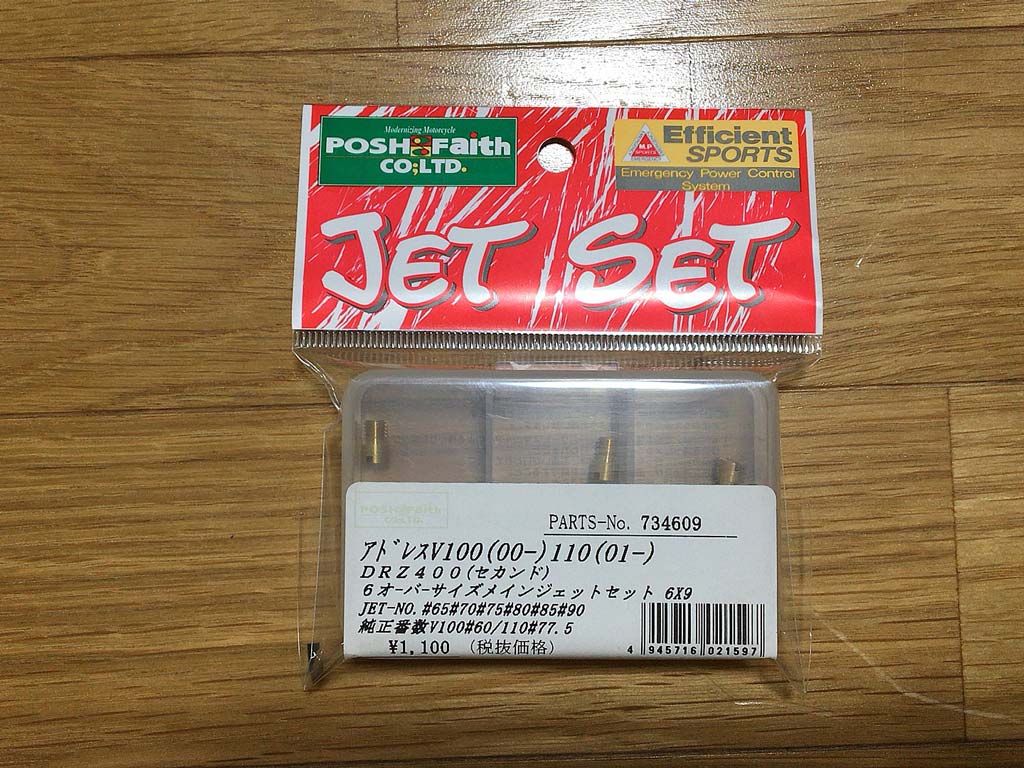 Modernizing Motorcycle
POSH Faith
CO;LTD.
M.P
SPORTS
EMERGENCY
Efficient
SPORTS
Emergency Power Control
System
JET SET
POSH Faith
CO;LTD.
PARTS-No. 734609
アドレスV100(00-)110(01-)
DRZ400(セカンド)
6オーバーサイズメインジェットセット 6X9
JET-NO.#65#70#75#80#85#90
純正番数V100#60/110#77.5
¥1,100 (税抜価格)
4 945716 021597